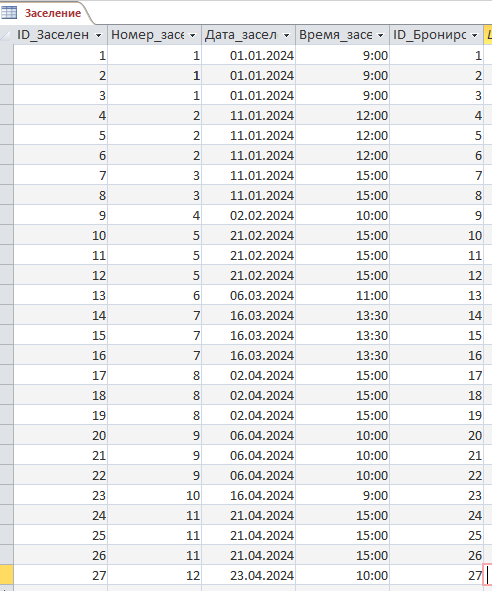 Заселение
ID_Заселен Номер_засе Дата_засел Время_засе ID_Брониро
1 1 01.01.2024 9:00 1
2 1 01.01.2024 9:00 2
3 1 01.01.2024 9:00 3
4 2 11.01.2024 12:00 4
5 2 11.01.2024 12:00 5
6 2 11.01.2024 12:00 6
7 3 11.01.2024 15:00 7
8 3 11.01.2024 15:00 8
9 4 02.02.2024 10:00 9
10 5 21.02.2024 15:00 10
11 5 21.02.2024 15:00 11
12 5 21.02.2024 15:00 12
13 6 06.03.2024 11:00 13
14 7 16.03.2024 13:30 14
15 7 16.03.2024 13:30 15
16 7 16.03.2024 13:30 16
17 8 02.04.2024 15:00 17
18 8 02.04.2024 15:00 18
19 8 02.04.2024 15:00 19
20 9 06.04.2024 10:00 20
21 9 06.04.2024 10:00 21
22 9 06.04.2024 10:00 22
23 10 16.04.2024 9:00 23
24 11 21.04.2024 15:00 24
25 11 21.04.2024 15:00 25
26 11 21.04.2024 15:00 26
27 12 23.04.2024 10:00 27